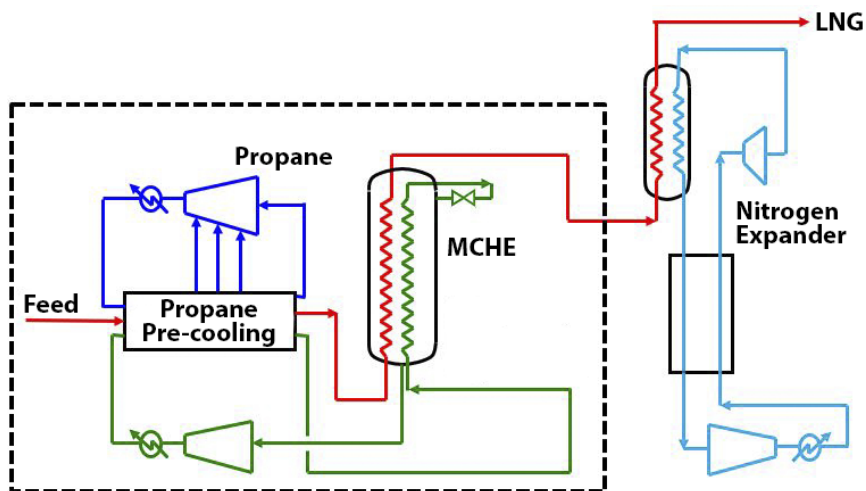 LNG
Propane
MCHE
Nitrogen
Expander
Feed
Propane
Pre-cooling